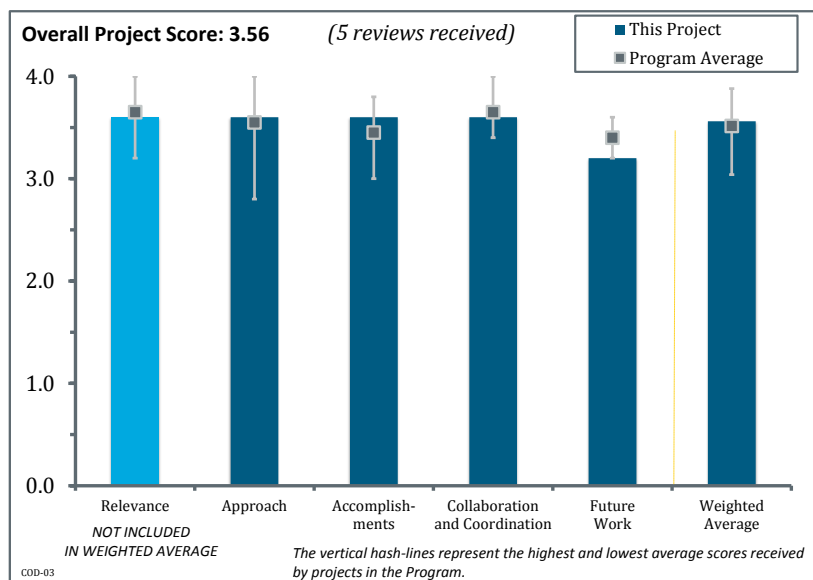 Overall Project Score: 3.56 (5 reviews received)
This Project
Program Average
4.0
3.0
2.0
1.0
0.0
Relevance
Approach
Accomplish-
ments
Collaboration
and Coordination
Future
Work
Weighted
Average
NOT INCLUDED
IN WEIGHTED AVERAGE
The vertical hash-lines represent the highest and lowest average scores received
by projects in the Program.
COD-03